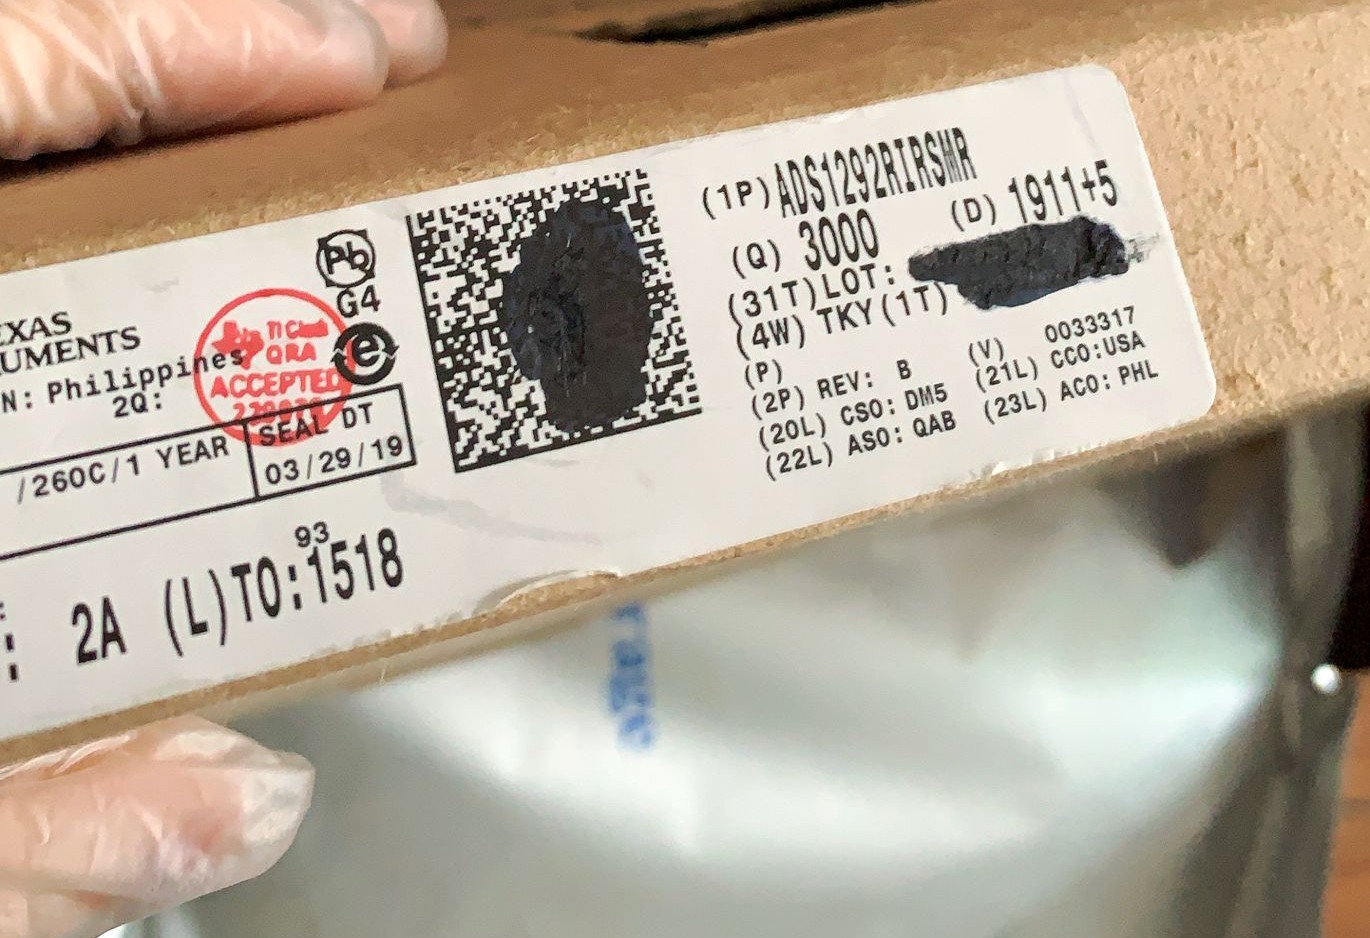 EXAS
UMENTS
N: Philippines
2Q:
/260C/1 YEAR
SEAL DT
03/29/19
Pb
G4
e
TI Clark
QRA
ACCEPTED
93
2A (L)TO:1518
(1P)ADS1292RIRSMR
(Q) 3000 (D) 1911+5
(31T)LOT:
(4W) TKY(1T)
(P)
(2P) REV: B (V) 0033317
(20L) CSO: DM5 (21L) CCO:USA
(22L) ASO: QAB (23L) ACO: PHL